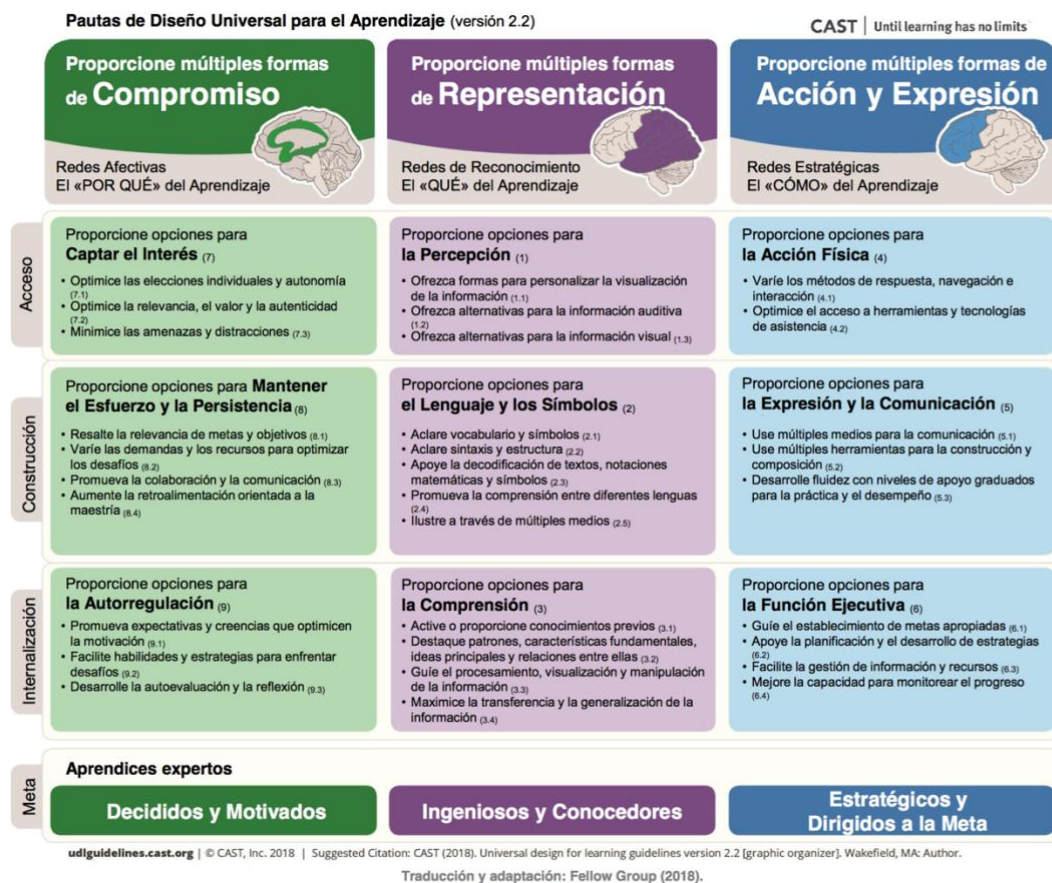 Pautas de Diseño Universal para el Aprendizaje (versión 2.2)
CAST | Until learning has no limits
Proporcione múltiples formas
de Compromiso
Redes Afectivas
El «POR QUÉ» del Aprendizaje
Proporcione múltiples formas
de Representación
Redes de Reconocimiento
El «QUÉ» del Aprendizaje
Proporcione múltiples formas de
Acción y Expresión
Redes Estratégicas
El «CÓMO» del Aprendizaje
Acceso
Proporcione opciones para
Captar el Interés (7)
• Optimice las elecciones individuales y autonomía
(7.1)
• Optimice la relevancia, el valor y la autenticidad
(7.2)
• Minimice las amenazas y distracciones (7.3)
Proporcione opciones para
la Percepción (1)
• Ofrezca formas para personalizar la visualización
de la información (1.1)
• Ofrezca alternativas para la información auditiva
(1.2)
• Ofrezca alternativas para la información visual (1.3)
Proporcione opciones para
la Acción Física (4)
• Varíe los métodos de respuesta, navegación e
interacción (4.1)
• Optimice el acceso a herramientas y tecnologías
de asistencia (4.2)
Construcción
Proporcione opciones para Mantener
el Esfuerzo y la Persistencia (8)
• Resalte la relevancia de metas y objetivos (8.1)
• Varíe las demandas y los recursos para optimizar
los desafíos (8.2)
• Promueva la colaboración y la comunicación (8.3)
• Aumente la retroalimentación orientada a la
maestría (8.4)
Proporcione opciones para
el Lenguaje y los Símbolos (2)
• Aclare vocabulario y símbolos (2.1)
• Aclare sintaxis y estructura (2.2)
• Apoye la decodificación de textos, notaciones
matemáticas y símbolos (2.3)
• Promueva la comprensión entre diferentes lenguas
(2.4)
• Ilustre a través de múltiples medios (2.5)
Proporcione opciones para
la Expresión y la Comunicación (5)
• Use múltiples medios para la comunicación (5.1)
• Use múltiples herramientas para la construcción y
composición (5.2)
• Desarrolle fluidez con niveles de apoyo graduados
para la práctica y el desempeño (5.3)
Internalización
Proporcione opciones para
la Autorregulación (9)
• Promueva expectativas y creencias que optimicen
la motivación (9.1)
• Facilite habilidades y estrategias para enfrentar
desafíos (9.2)
• Desarrolle la autoevaluación y la reflexión (9.3)
Proporcione opciones para
la Comprensión (3)
• Active o proporcione conocimientos previos (3.1)
• Destaque patrones, características fundamentales,
ideas principales y relaciones entre ellas (3.2)
• Guíe el procesamiento, visualización y manipulación
de la información (3.3)
• Maximice la transferencia y la generalización de la
información (3.4)
Proporcione opciones para
la Función Ejecutiva (6)
• Guíe el establecimiento de metas apropiadas (6.1)
• Apoye la planificación y el desarrollo de estrategias
(6.2)
• Facilite la gestión de información y recursos (6.3)
• Mejore la capacidad para monitorear el progreso
(6.4)
Meta
Aprendices expertos
Decididos y Motivados
Ingeniosos y Conocedores
Estratégicos y
Dirigidos a la Meta
udlguidelines.cast.org | © CAST, Inc. 2018 | Suggested Citation: CAST (2018). Universal design for learning guidelines version 2.2 [graphic organizer]. Wakefield, MA: Author.
Traducción y adaptación: Fellow Group (2018).